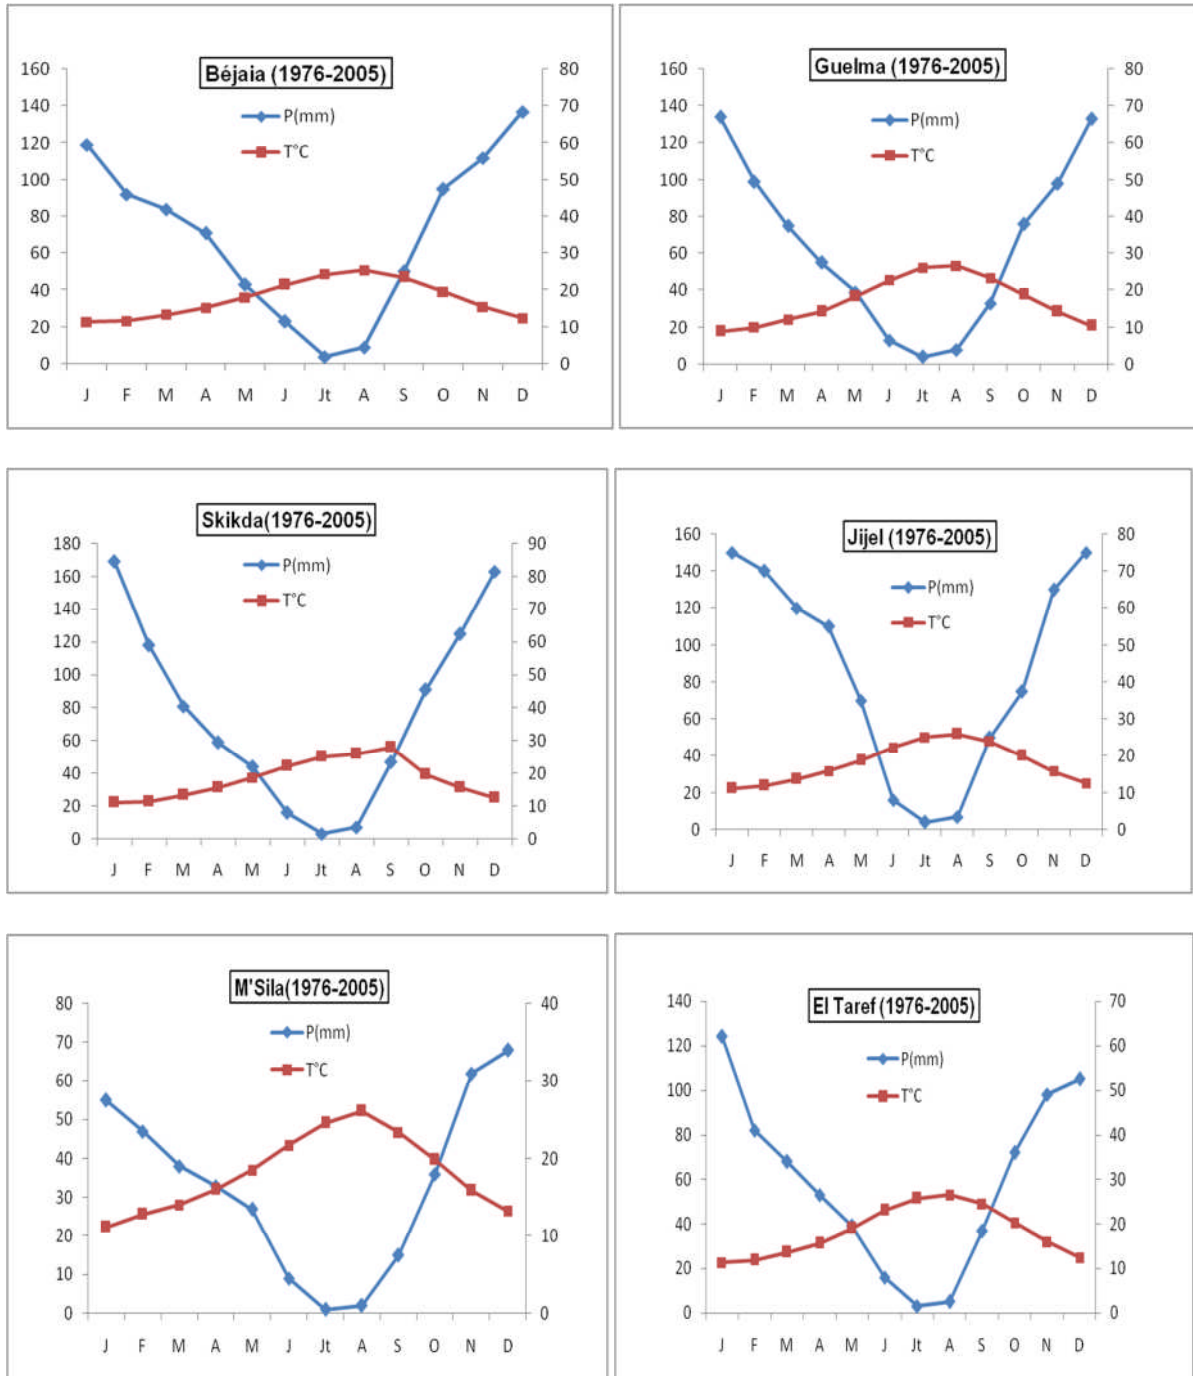 Béjaia (1976-2005)
P(mm)
T°C
160 140 120 100 80 60 40 20 0
80 70 60 50 40 30 20 10 0
J F M A M J Jt A S O N D
Guelma (1976-2005)
P(mm)
T°C
160 140 120 100 80 60 40 20 0
80 70 60 50 40 30 20 10 0
J F M A M J Jt A S O N D
Skikda(1976-2005)
P(mm)
T°C
180 160 140 120 100 80 60 40 20 0
90 80 70 60 50 40 30 20 10 0
J F M A M J Jt A S O N D
Jijel (1976-2005)
P(mm)
T°C
160 140 120 100 80 60 40 20 0
80 70 60 50 40 30 20 10 0
J F M A M J Jt A S O N D
M'Sila(1976-2005)
P(mm)
T°C
80 70 60 50 40 30 20 10 0
40 30 20 10 0
J F M A M J Jt A S O N D
El Taref (1976-2005)
P(mm)
T°C
140 120 100 80 60 40 20 0
70 60 50 40 30 20 10 0
J F M A M J Jt A S O N D